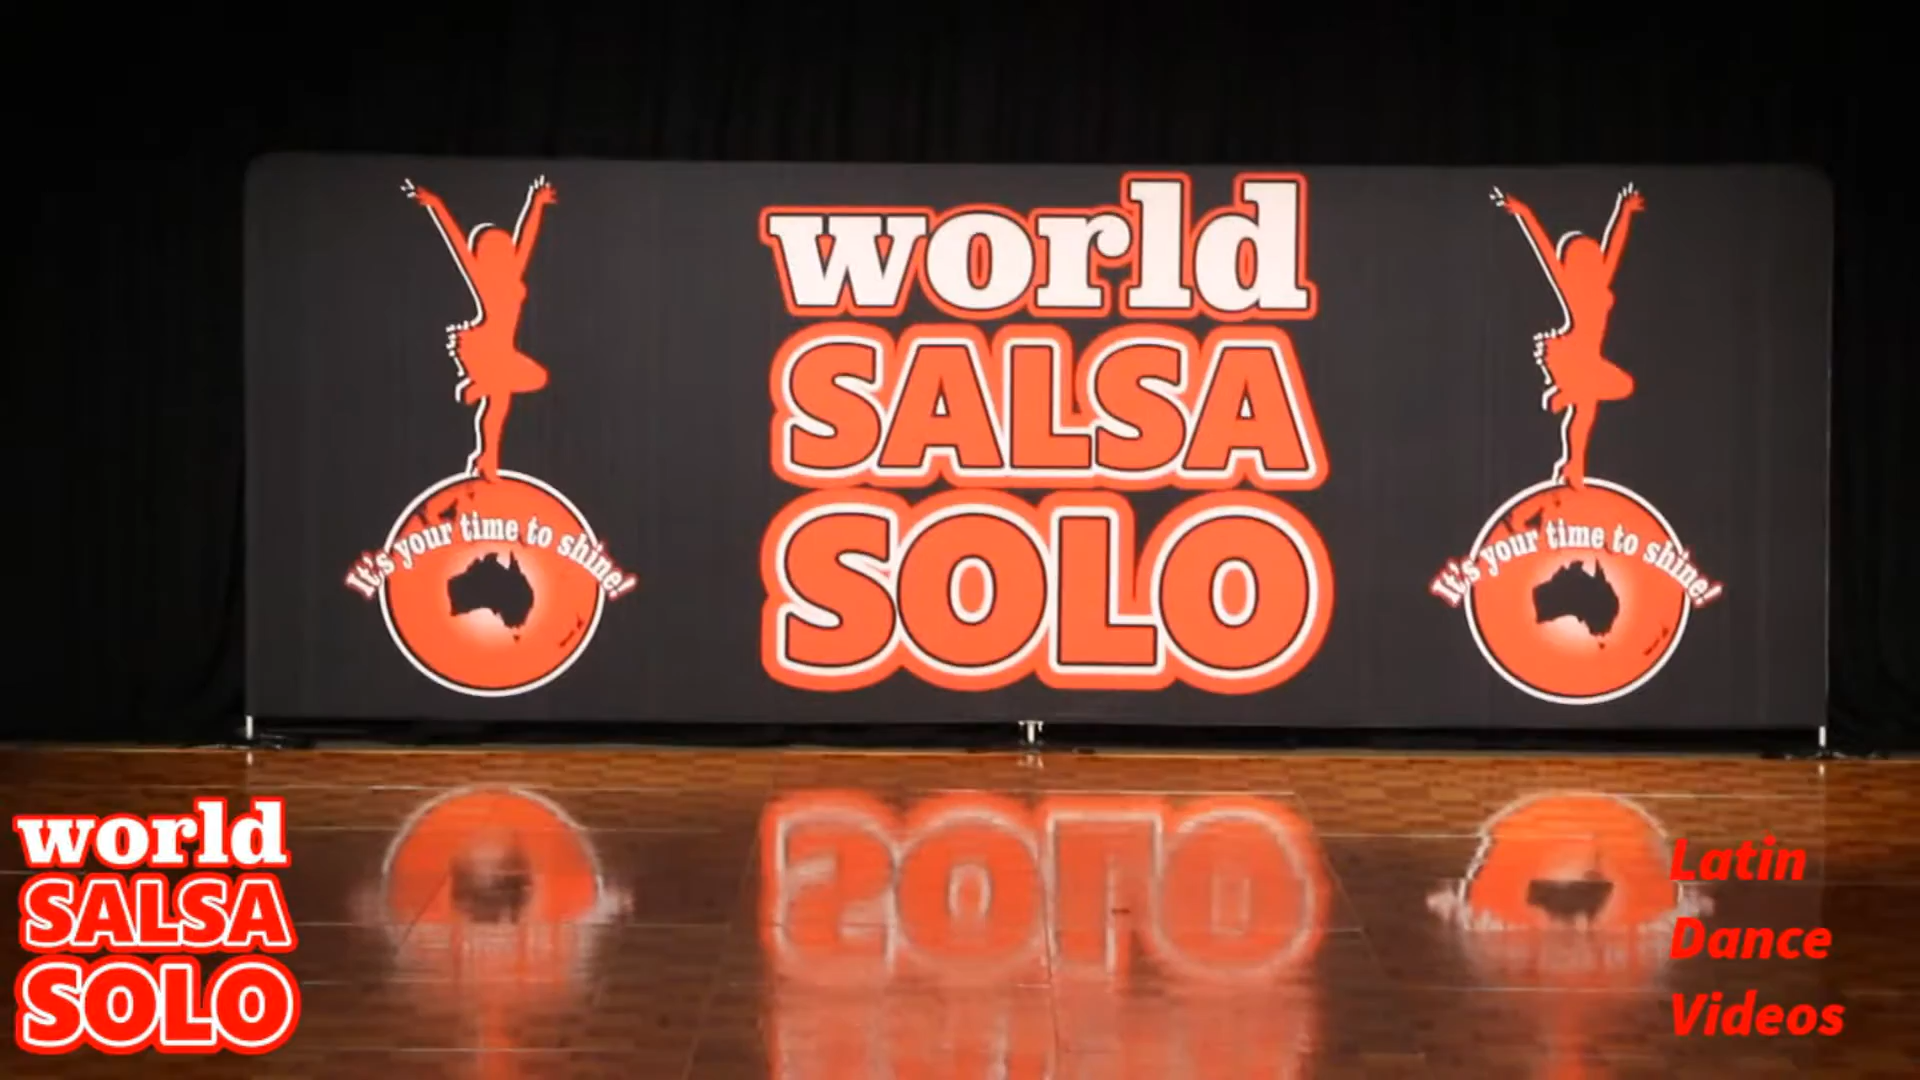 world
SALSA
SOLO
It's your time to shine!
It's your time to shine!
world
SALSA
SOLO
Latin
Dance
Videos